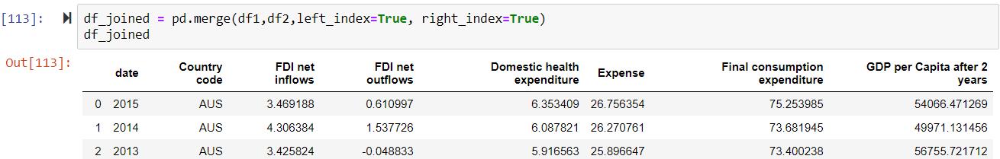 [113]: df_joined = pd.merge(df1,df2,left_index=True, right_index=True)
df_joined
Out[113]:
date Country code FDI net inflows FDI net outflows Domestic health expenditure Expense Final consumption expenditure GDP per Capita after 2 years
0 2015 AUS 3.469188 0.610997 6.353409 26.756354 75.253985 54066.471269
1 2014 AUS 4.306384 1.537726 6.087821 26.270761 73.681945 49971.131456
2 2013 AUS 3.425824 -0.048833 5.916563 25.896647 73.400238 56755.721712